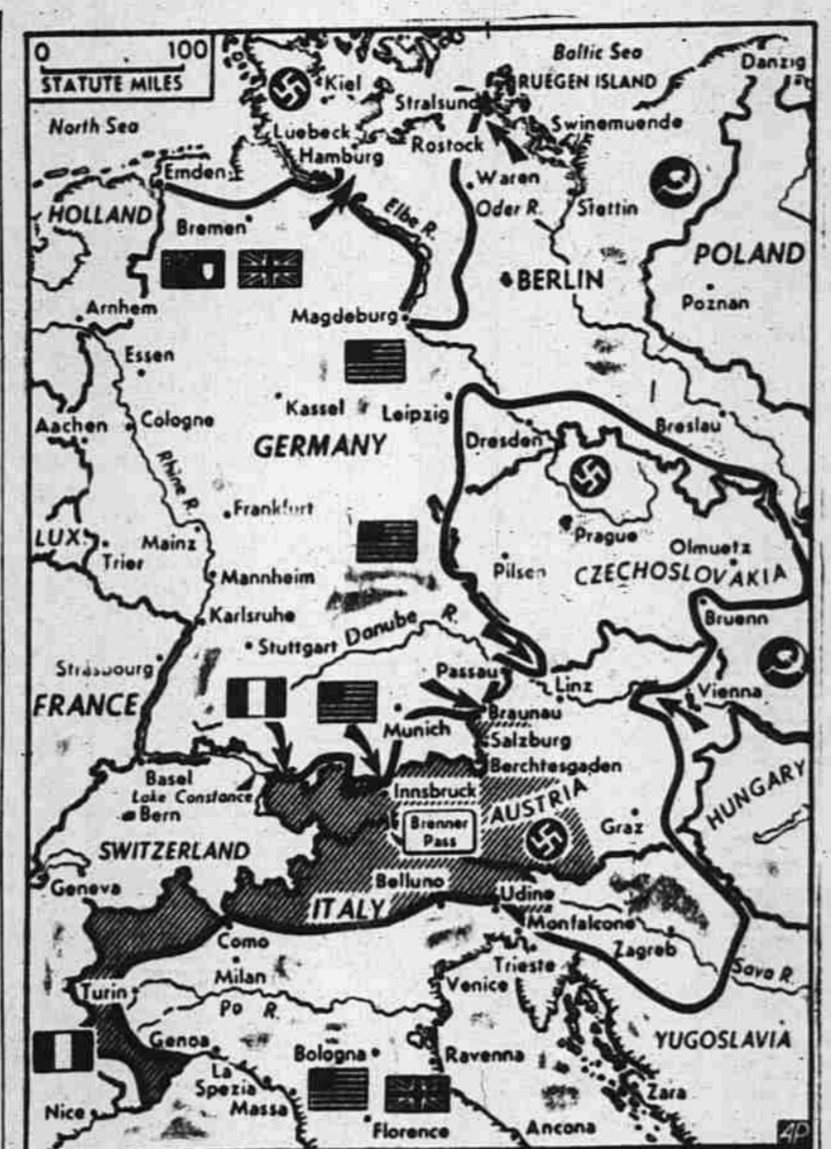 0 100
STATUTE MILES
Baltic Sea
Danzig
Kiel
RUEGEN ISLAND
Stralsund
North Sea
Luebeck
Swinemuende
Hamburg
Rostock
Emden
Waren
HOLLAND
Elbe R.
Oder R.
Stettin
Bremen
POLAND
BERLIN
Poznan
Arnhem
Magdeburg
Essen
Kassel
Leipzig
Aachen
Cologne
Breslau
GERMANY
Dresden
Rhine R.
Frankfurt
LUX.
Prague
Mainz
Olmuetz
Trier
Pilsen
CZECHOSLOVAKIA
Mannheim
Karlsruhe
Bruenn
Danube R.
Stuttgart
Strasbourg
Passau
Linz
Vienna
FRANCE
Braunau
Munich
Salzburg
Berchtesgaden
Basel
Lake Constance
Innsbruck
HUNGARY
Bern
AUSTRIA
Brenner
Pass
Graz
SWITZERLAND
Geneva
Belluno
Udine
ITALY
Monfalcone
Como
Zagreb
Trieste
Milan
Sava R.
Turin
Venice
Po R.
Genoa
YUGOSLAVIA
Bologna
Ravenna
La
Spezia
Massa
Zara
Nice
Florence
Ancona
AP